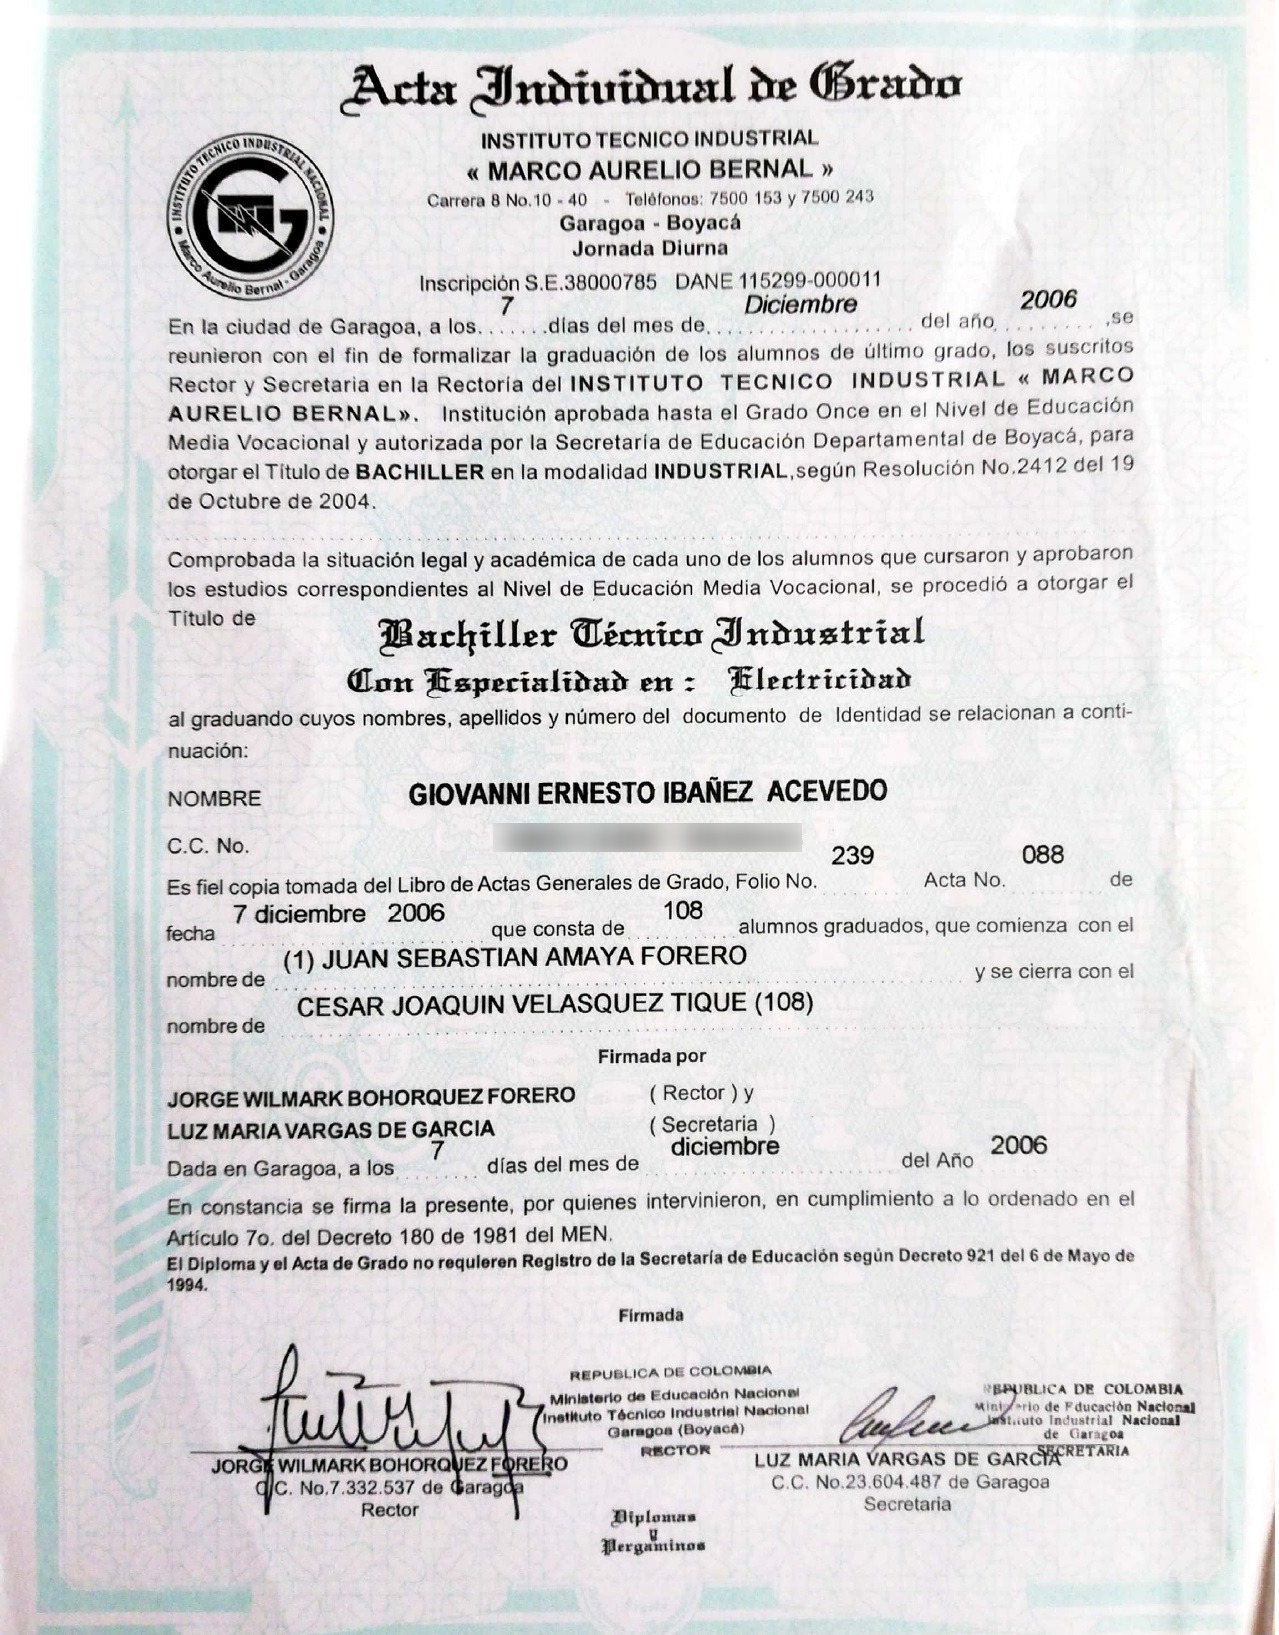 Acta Individual de Grado
INSTITUTO TECNICO INDUSTRIAL NACIONAL
Marco Aurelio Bernal - Garagoa
INSTITUTO TECNICO INDUSTRIAL
« MARCO AURELIO BERNAL »
Carrera 8 No.10 - 40 - Teléfonos: 7500 153 y 7500 243
Garagoa - Boyacá
Jornada Diurna
Inscripción S.E.38000785 DANE 115299-000011
En la ciudad de Garagoa, a los 7 días del mes de Diciembre del año 2006 ,se
reunieron con el fin de formalizar la graduación de los alumnos de último grado, los suscritos
Rector y Secretaria en la Rectoría del INSTITUTO TECNICO INDUSTRIAL « MARCO
AURELIO BERNAL». Institución aprobada hasta el Grado Once en el Nivel de Educación
Media Vocacional y autorizada por la Secretaría de Educación Departamental de Boyacá, para
otorgar el Título de BACHILLER en la modalidad INDUSTRIAL,según Resolución No.2412 del 19
de Octubre de 2004.
Comprobada la situación legal y académica de cada uno de los alumnos que cursaron y aprobaron
los estudios correspondientes al Nivel de Educación Media Vocacional, se procedió a otorgar el
Título de
Bachiller Técnico Industrial
Con Especialidad en : Electricidad
al graduando cuyos nombres, apellidos y número del documento de Identidad se relacionan a conti-
nuación:
NOMBRE GIOVANNI ERNESTO IBAÑEZ ACEVEDO
C.C. No.
Es fiel copia tomada del Libro de Actas Generales de Grado, Folio No. 239 Acta No. 088 de
fecha 7 diciembre 2006 que consta de 108 alumnos graduados, que comienza con el
nombre de (1) JUAN SEBASTIAN AMAYA FORERO y se cierra con el
nombre de CESAR JOAQUIN VELASQUEZ TIQUE (108)
Firmada por
JORGE WILMARK BOHORQUEZ FORERO ( Rector ) y
LUZ MARIA VARGAS DE GARCIA ( Secretaria )
Dada en Garagoa, a los 7 días del mes de diciembre del Año 2006
En constancia se firma la presente, por quienes intervinieron, en cumplimiento a lo ordenado en el
Artículo 7o. del Decreto 180 de 1981 del MEN.
El Diploma y el Acta de Grado no requieren Registro de la Secretaría de Educación según Decreto 921 del 6 de Mayo de
1994.
Firmada
REPUBLICA DE COLOMBIA
Ministerio de Educación Nacional
Instituto Técnico Industrial Nacional
Garagoa (Boyacá)
RECTOR
JORGE WILMARK BOHORQUEZ FORERO
C.C. No.7.332.537 de Garagoa
Rector
REPUBLICA DE COLOMBIA
Ministerio de Educación Nacional
Instituto Industrial Nacional
de Garagoa
SECRETARIA
LUZ MARIA VARGAS DE GARCIA
C.C. No.23.604.487 de Garagoa
Secretaria
Diplomas
y
Pergaminos